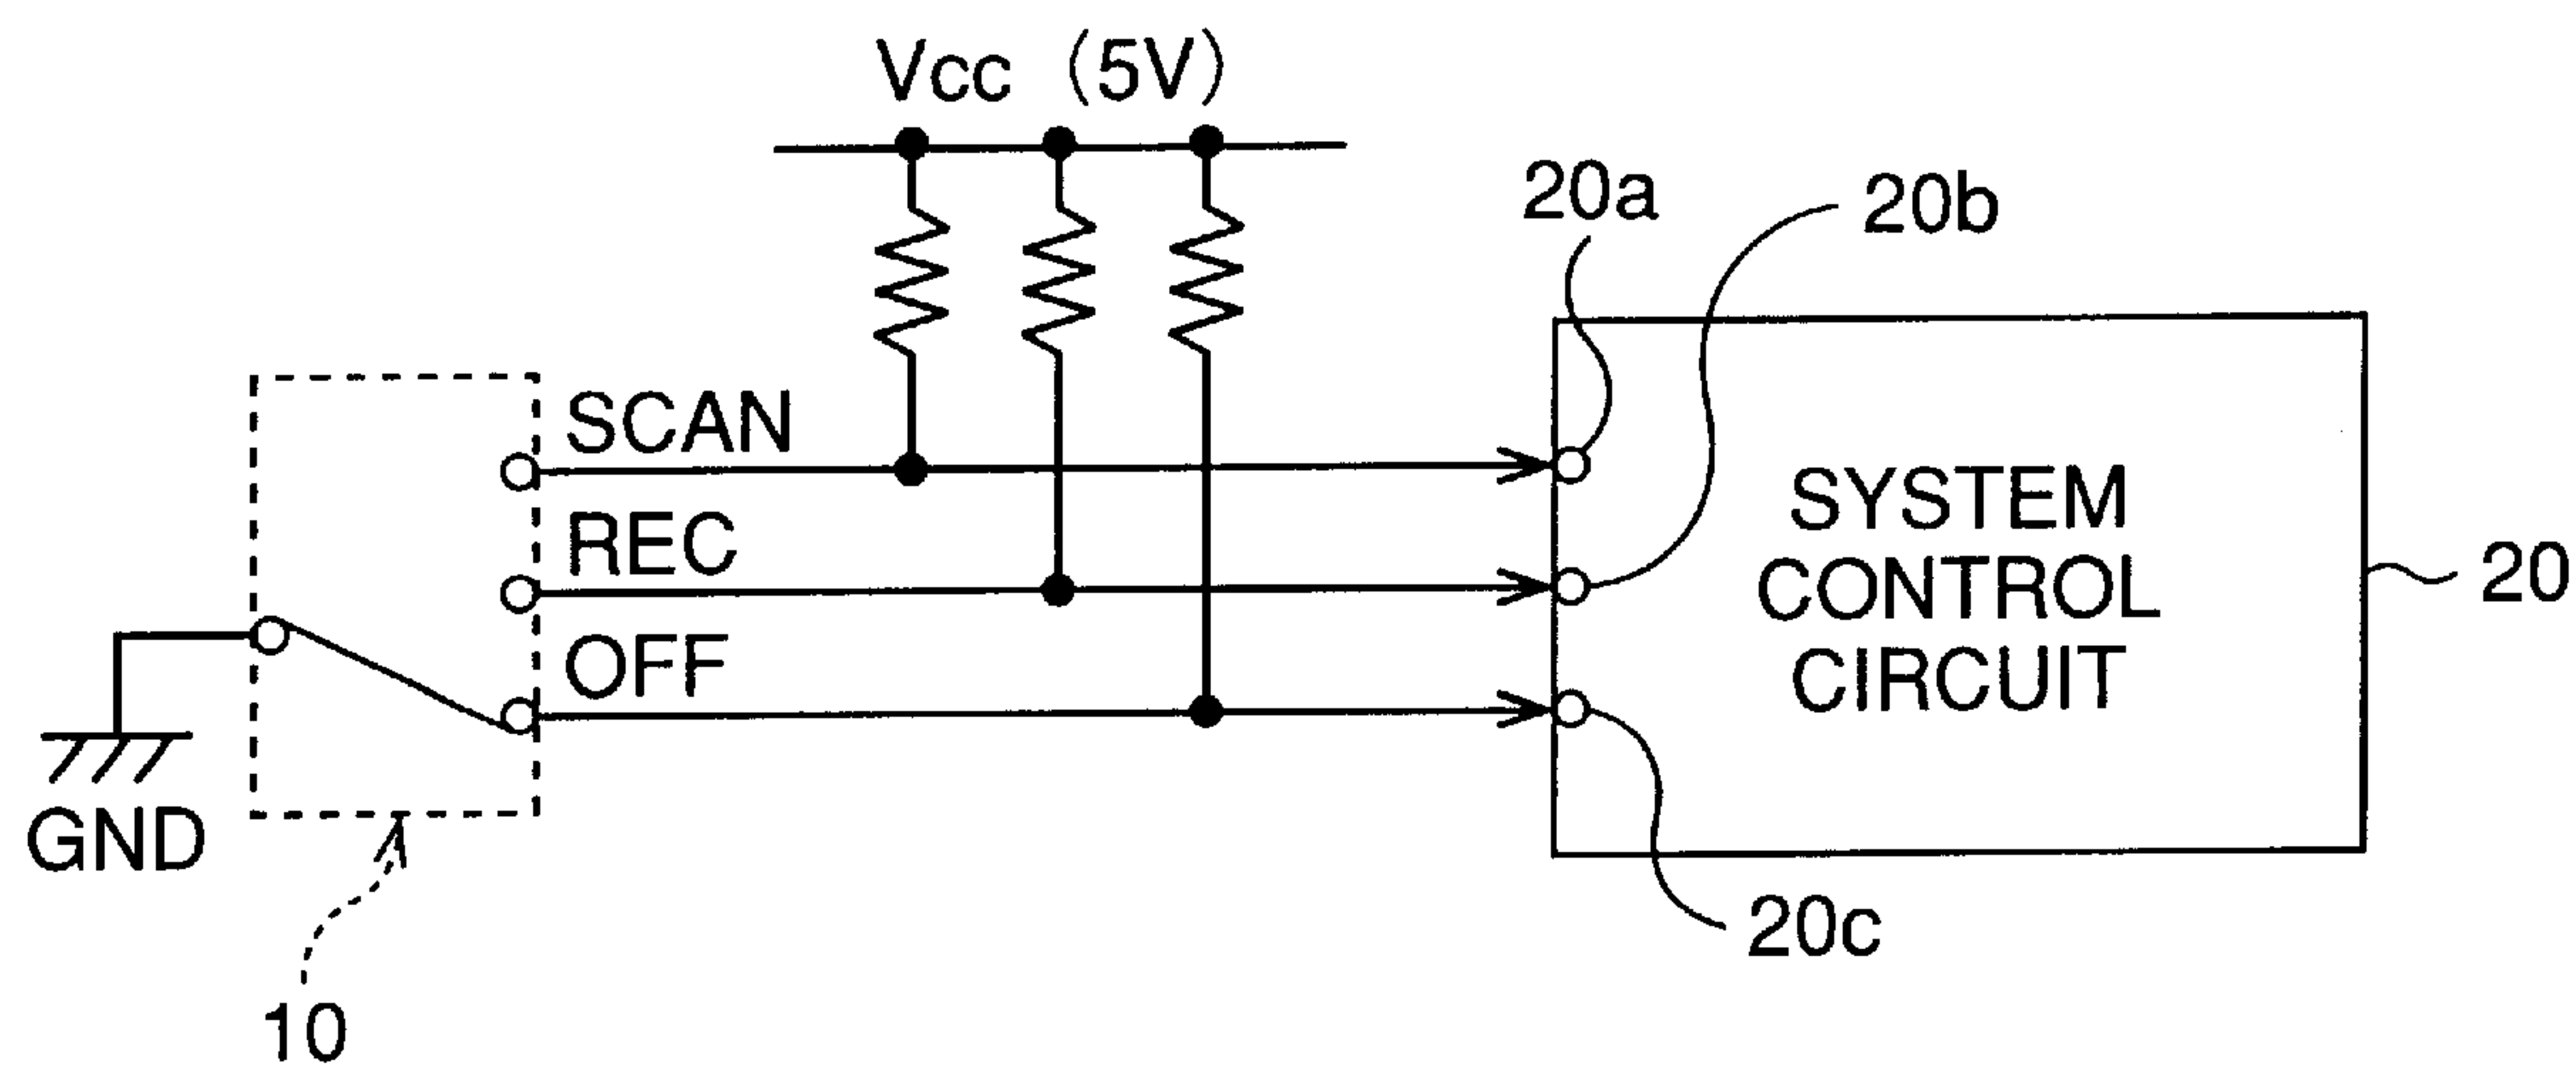 Vcc (5V)
20a
20b
SCAN
REC
OFF
SYSTEM
CONTROL
CIRCUIT
20
GND
20c
10